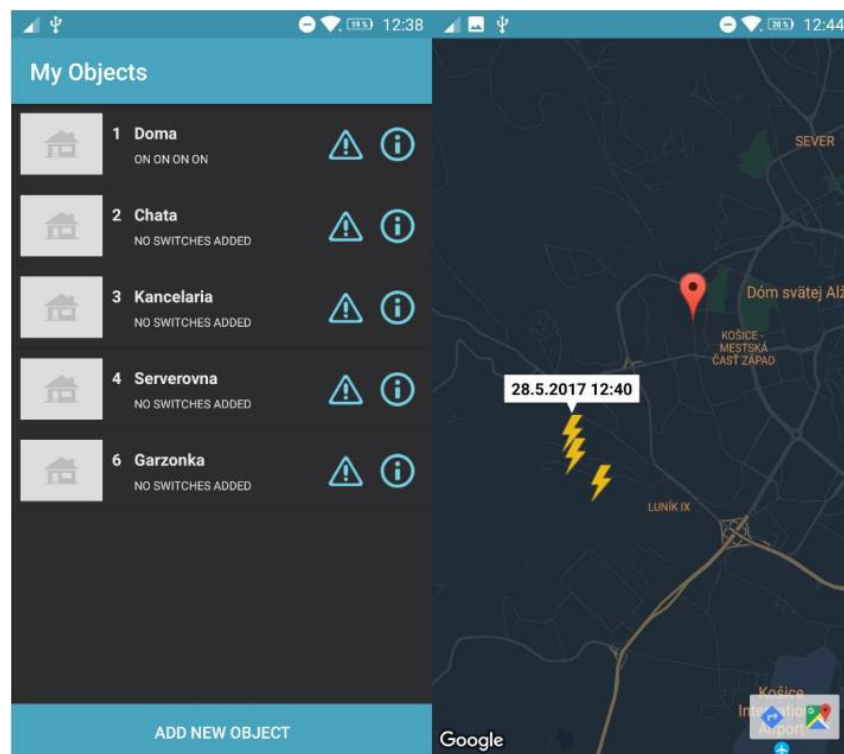 19% 12:38
My Objects
1 Doma
ON ON ON ON
2 Chata
NO SWITCHES ADDED
3 Kancelaria
NO SWITCHES ADDED
4 Serverovna
NO SWITCHES ADDED
6 Garzonka
NO SWITCHES ADDED
ADD NEW OBJECT
20% 12:44
SEVER
Dóm svätej Alž
KOŠICE -
MESTSKÁ
ČASŤ ZÁPAD
28.5.2017 12:40
LUNÍK IX
Košice
Airport
Google